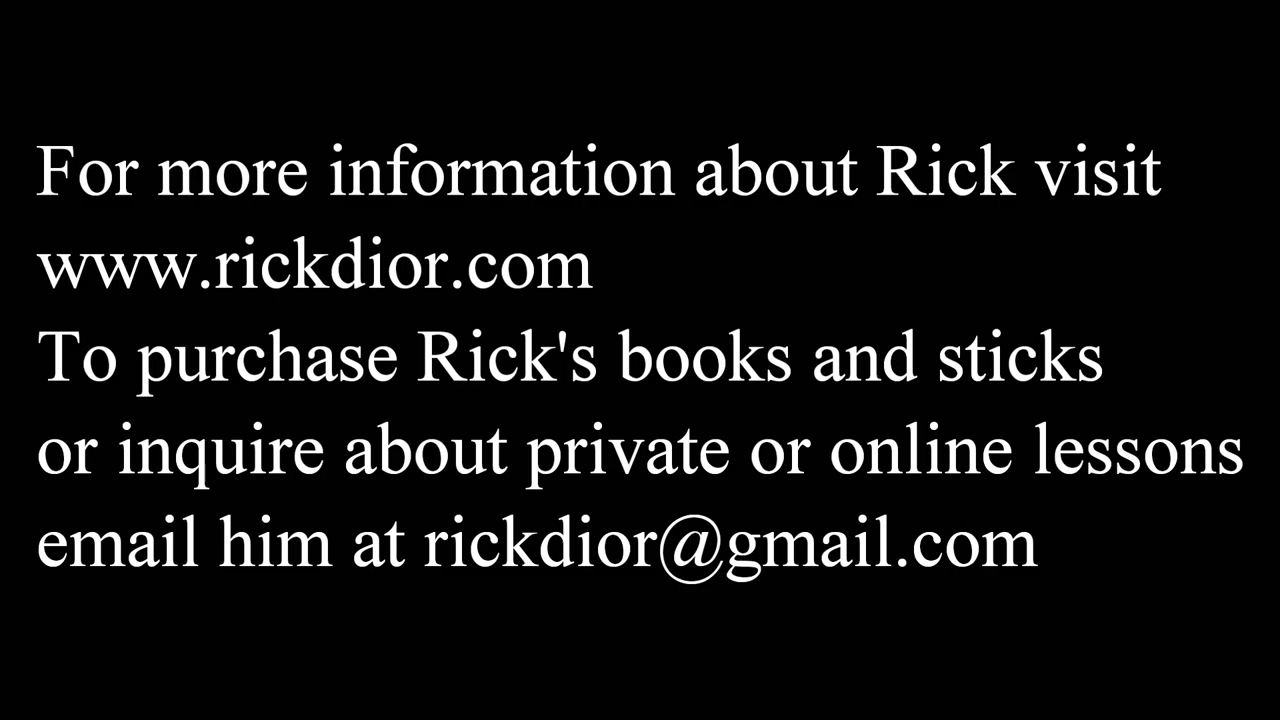 For more information about Rick visit
www.rickdior.com
To purchase Rick's books and sticks
or inquire about private or online lessons
email him at rickdior@gmail.com